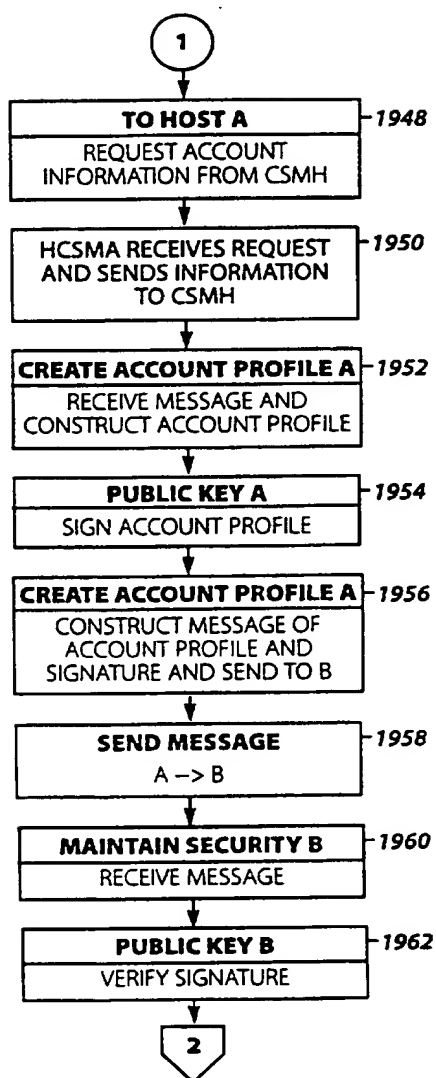 1
TO HOST A
1948
REQUEST ACCOUNT
INFORMATION FROM CSMH
HCSMA RECEIVES REQUEST
AND SENDS INFORMATION
TO CSMH
1950
CREATE ACCOUNT PROFILE A
1952
RECEIVE MESSAGE AND
CONSTRUCT ACCOUNT PROFILE
PUBLIC KEY A
1954
SIGN ACCOUNT PROFILE
CREATE ACCOUNT PROFILE A
1956
CONSTRUCT MESSAGE OF
ACCOUNT PROFILE AND
SIGNATURE AND SEND TO B
SEND MESSAGE
1958
A –> B
MAINTAIN SECURITY B
1960
RECEIVE MESSAGE
PUBLIC KEY B
1962
VERIFY SIGNATURE
2